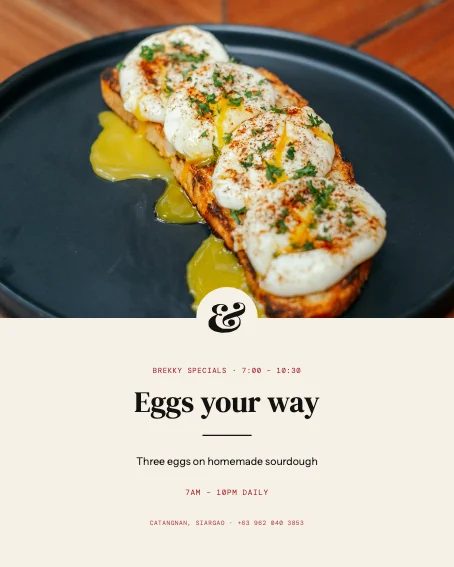 &
BREKKY SPECIALS · 7:00 – 10:30
Eggs your way
Three eggs on homemade sourdough
7AM – 10PM DAILY
CATANGNAN, SIARGAO · +63 962 040 3853